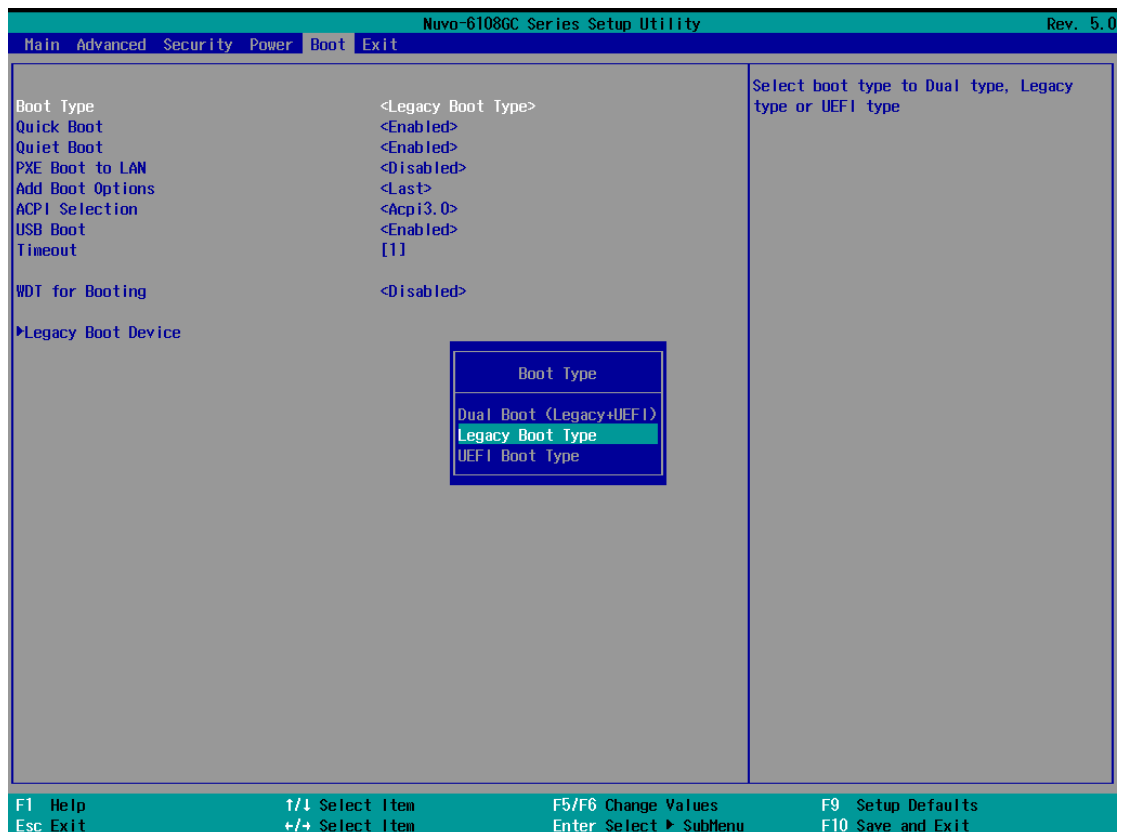 Nuvo-6108GC Series Setup Utility Rev. 5.0
Main Advanced Security Power Boot Exit
Select boot type to Dual type, Legacy
type or UEFI type
Boot Type <Legacy Boot Type>
Quick Boot <Enabled>
Quiet Boot <Enabled>
PXE Boot to LAN <Disabled>
Add Boot Options <Last>
ACPI Selection <Acpi3.0>
USB Boot <Enabled>
Timeout [1]
WDT for Booting <Disabled>
▶Legacy Boot Device
Boot Type
Dual Boot (Legacy+UEFI)
Legacy Boot Type
UEFI Boot Type
F1 Help ↑/↓ Select Item F5/F6 Change Values F9 Setup Defaults
Esc Exit ←/→ Select Item Enter Select ▶ SubMenu F10 Save and Exit